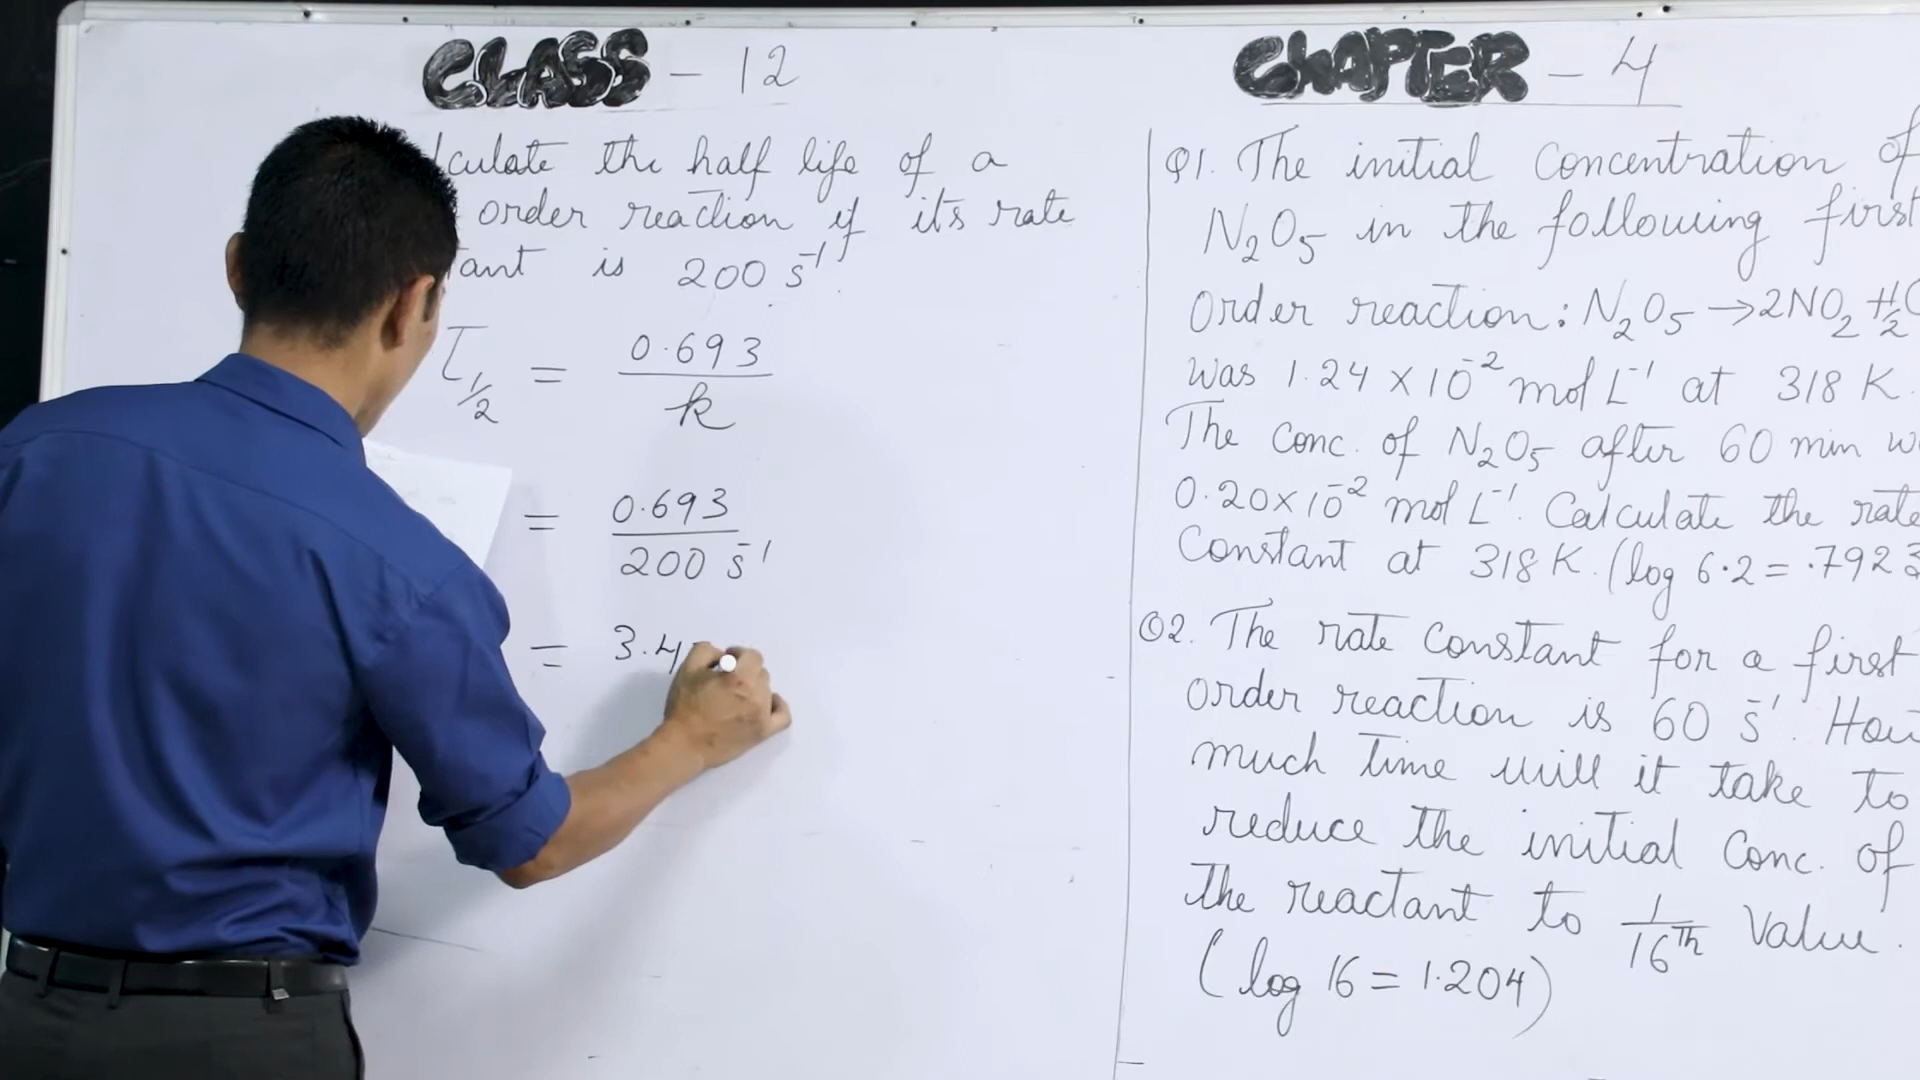 CLASS - 12
CHAPTER - 4
lculate the half life of a
order reaction if its rate
tant is 200 s⁻¹.
T½ = 0.693 / k
= 0.693 / 200 s⁻¹
= 3.4
Q1. The initial Concentration of
N₂O₅ in the following first
Order reaction: N₂O₅ → 2NO₂ + ½
was 1.24 × 10⁻² mol L⁻¹ at 318 K.
The Conc. of N₂O₅ after 60 min w
0.20 × 10⁻² mol L⁻¹. Calculate the rate
Constant at 318 K. (log 6.2 = .7923
Q2. The rate Constant for a first
order reaction is 60 s⁻¹. How
much time will it take to
reduce the initial Conc. of
the reactant to 1/16th Value.
(log 16 = 1.204)